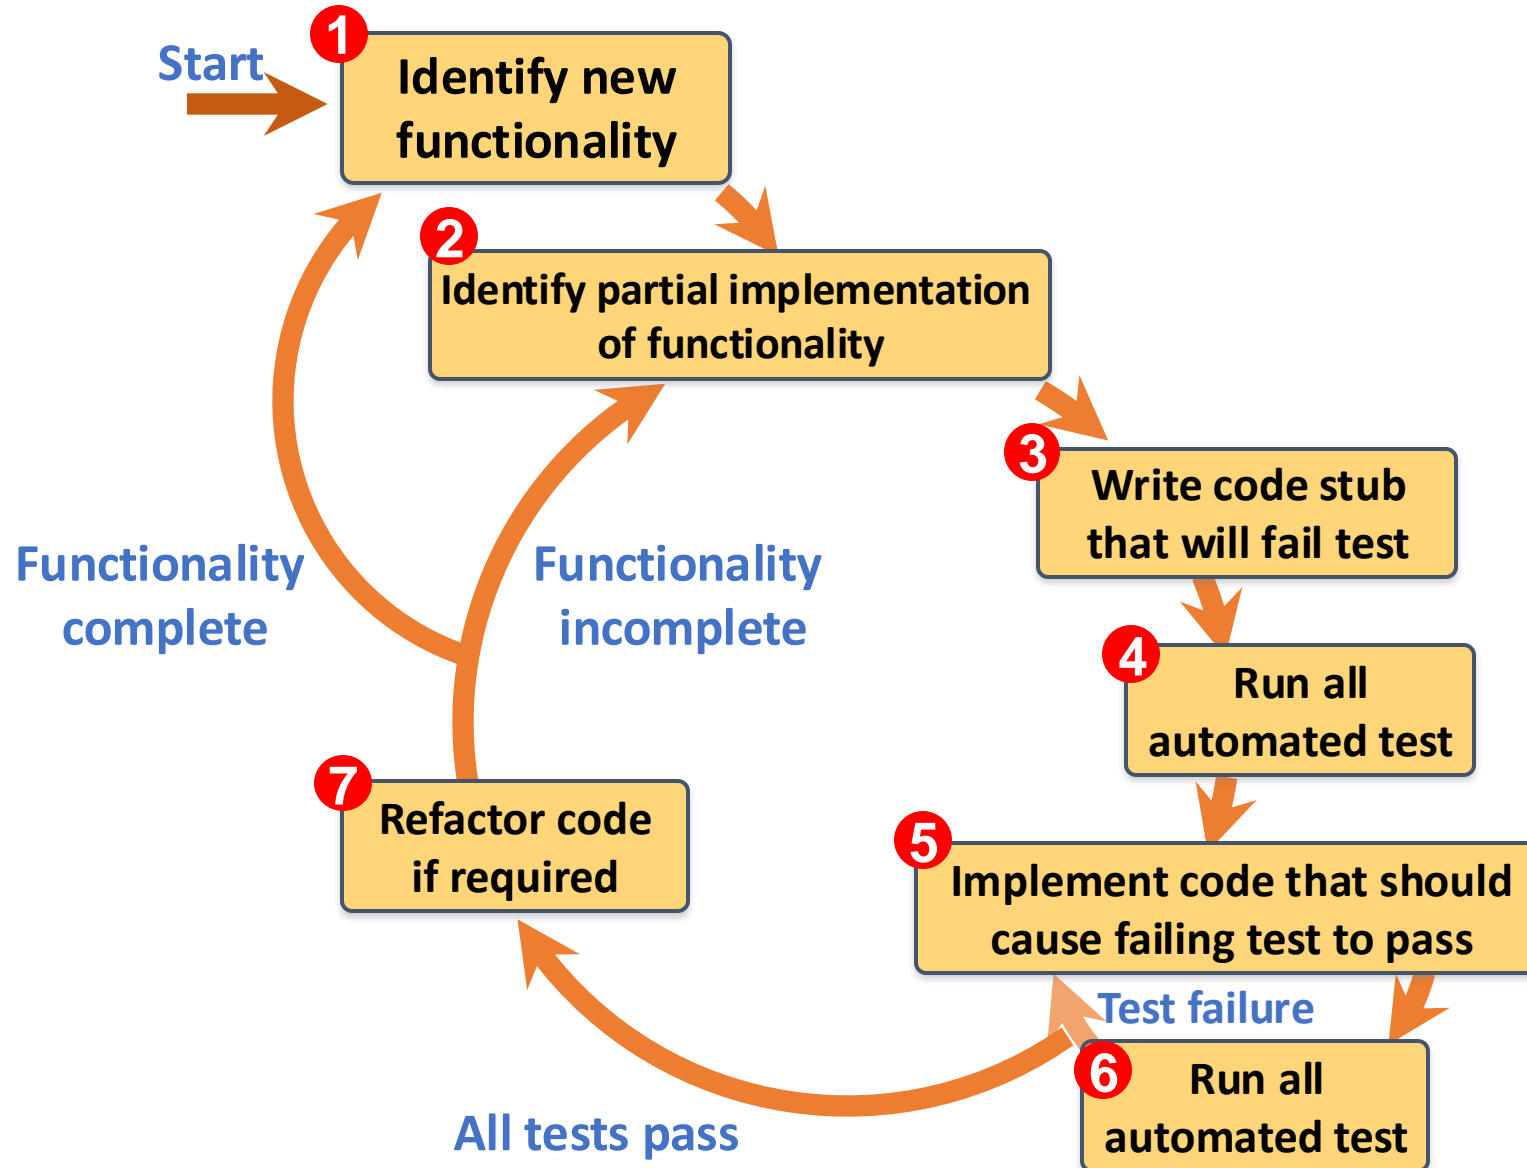 Start
1
Identify new
functionality
2
Identify partial implementation
of functionality
3
Write code stub
that will fail test
Functionality
complete
Functionality
incomplete
4
Run all
automated test
7
Refactor code
if required
5
Implement code that should
cause failing test to pass
Test failure
6
Run all
automated test
All tests pass